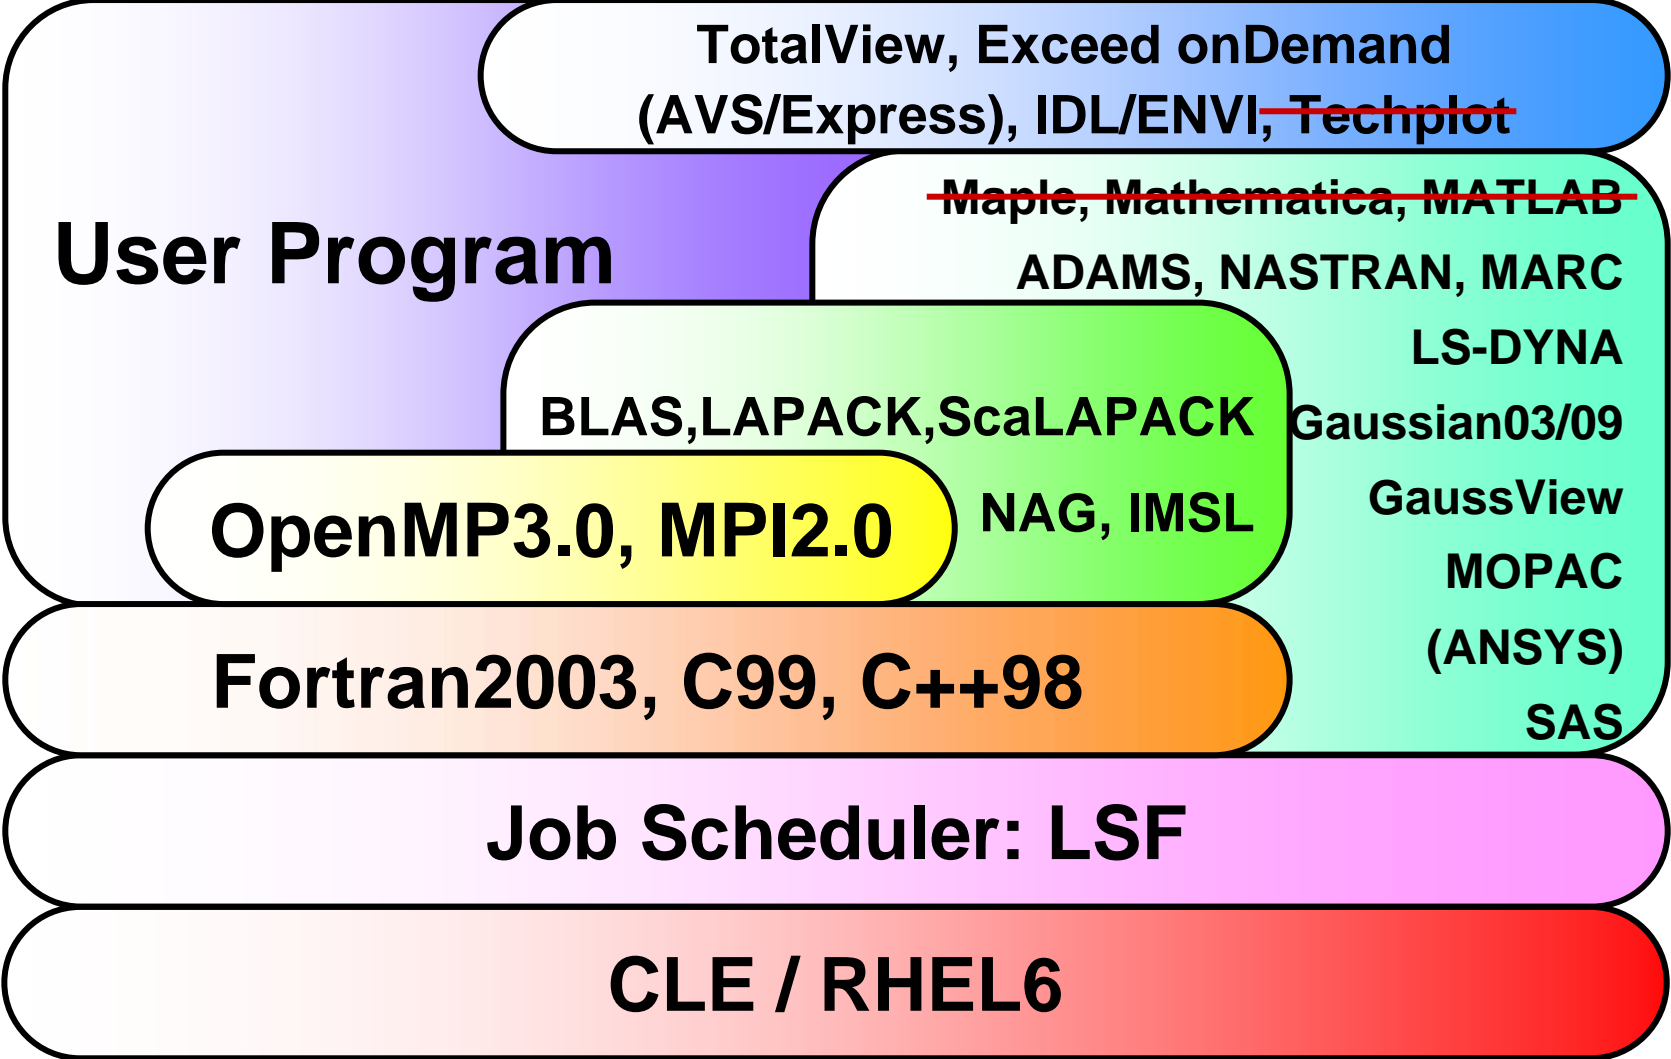 TotalView, Exceed onDemand
(AVS/Express), IDL/ENVI, Techplot
User Program
Maple, Mathematica, MATLAB
ADAMS, NASTRAN, MARC
LS-DYNA
Gaussian03/09
GaussView
MOPAC
(ANSYS)
SAS
BLAS,LAPACK,ScaLAPACK
NAG, IMSL
OpenMP3.0, MPI2.0
Fortran2003, C99, C++98
Job Scheduler: LSF
CLE / RHEL6